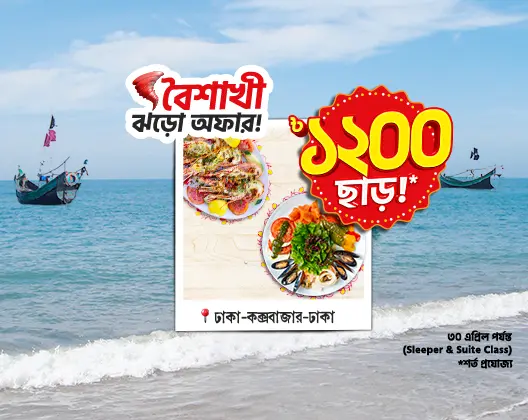 বৈশাখী
ঝড়ো অফার!
৳১২০০
ছাড়!*
ঢাকা-কক্সবাজার-ঢাকা
৩০ এপ্রিল পর্যন্ত
(Sleeper & Suite Class)
*শর্ত প্রযোজ্য